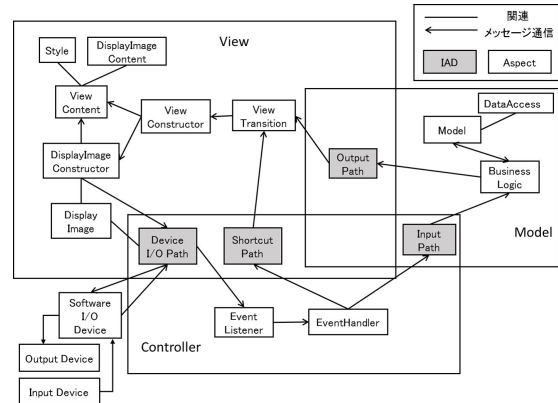 View
Style
DisplayImage
Content
View
Content
View
Constructor
View
Transition
DisplayImage
Constructor
Display
Image
Output
Path
Device
I/O Path
Shortcut
Path
Input
Path
関連
メッセージ通信
IAD
Aspect
DataAccess
Model
Business
Logic
Model
Software
I/O
Device
Event
Listener
EventHandler
Controller
Output Device
Input Device